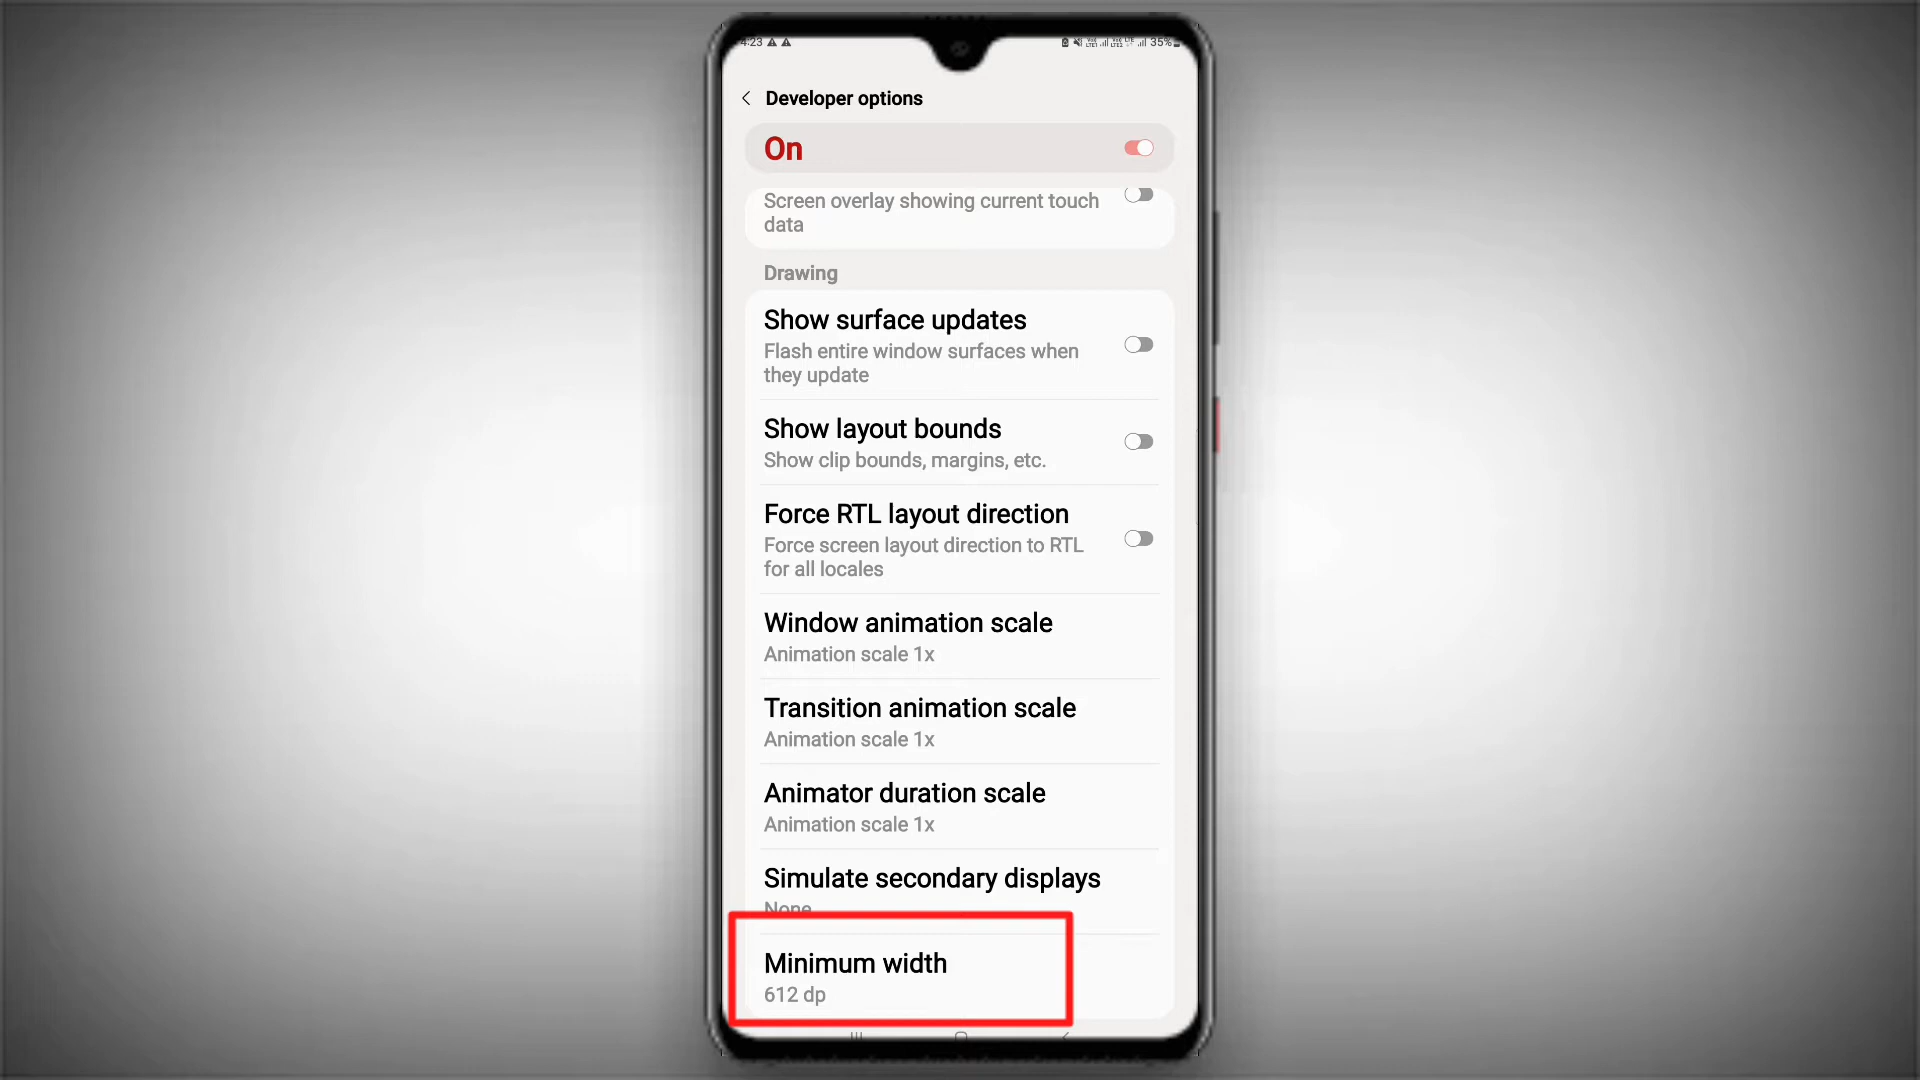 4:23
35%
Developer options
On
Screen overlay showing current touch
data
Drawing
Show surface updates
Flash entire window surfaces when
they update
Show layout bounds
Show clip bounds, margins, etc.
Force RTL layout direction
Force screen layout direction to RTL
for all locales
Window animation scale
Animation scale 1x
Transition animation scale
Animation scale 1x
Animator duration scale
Animation scale 1x
Simulate secondary displays
None
Minimum width
612 dp